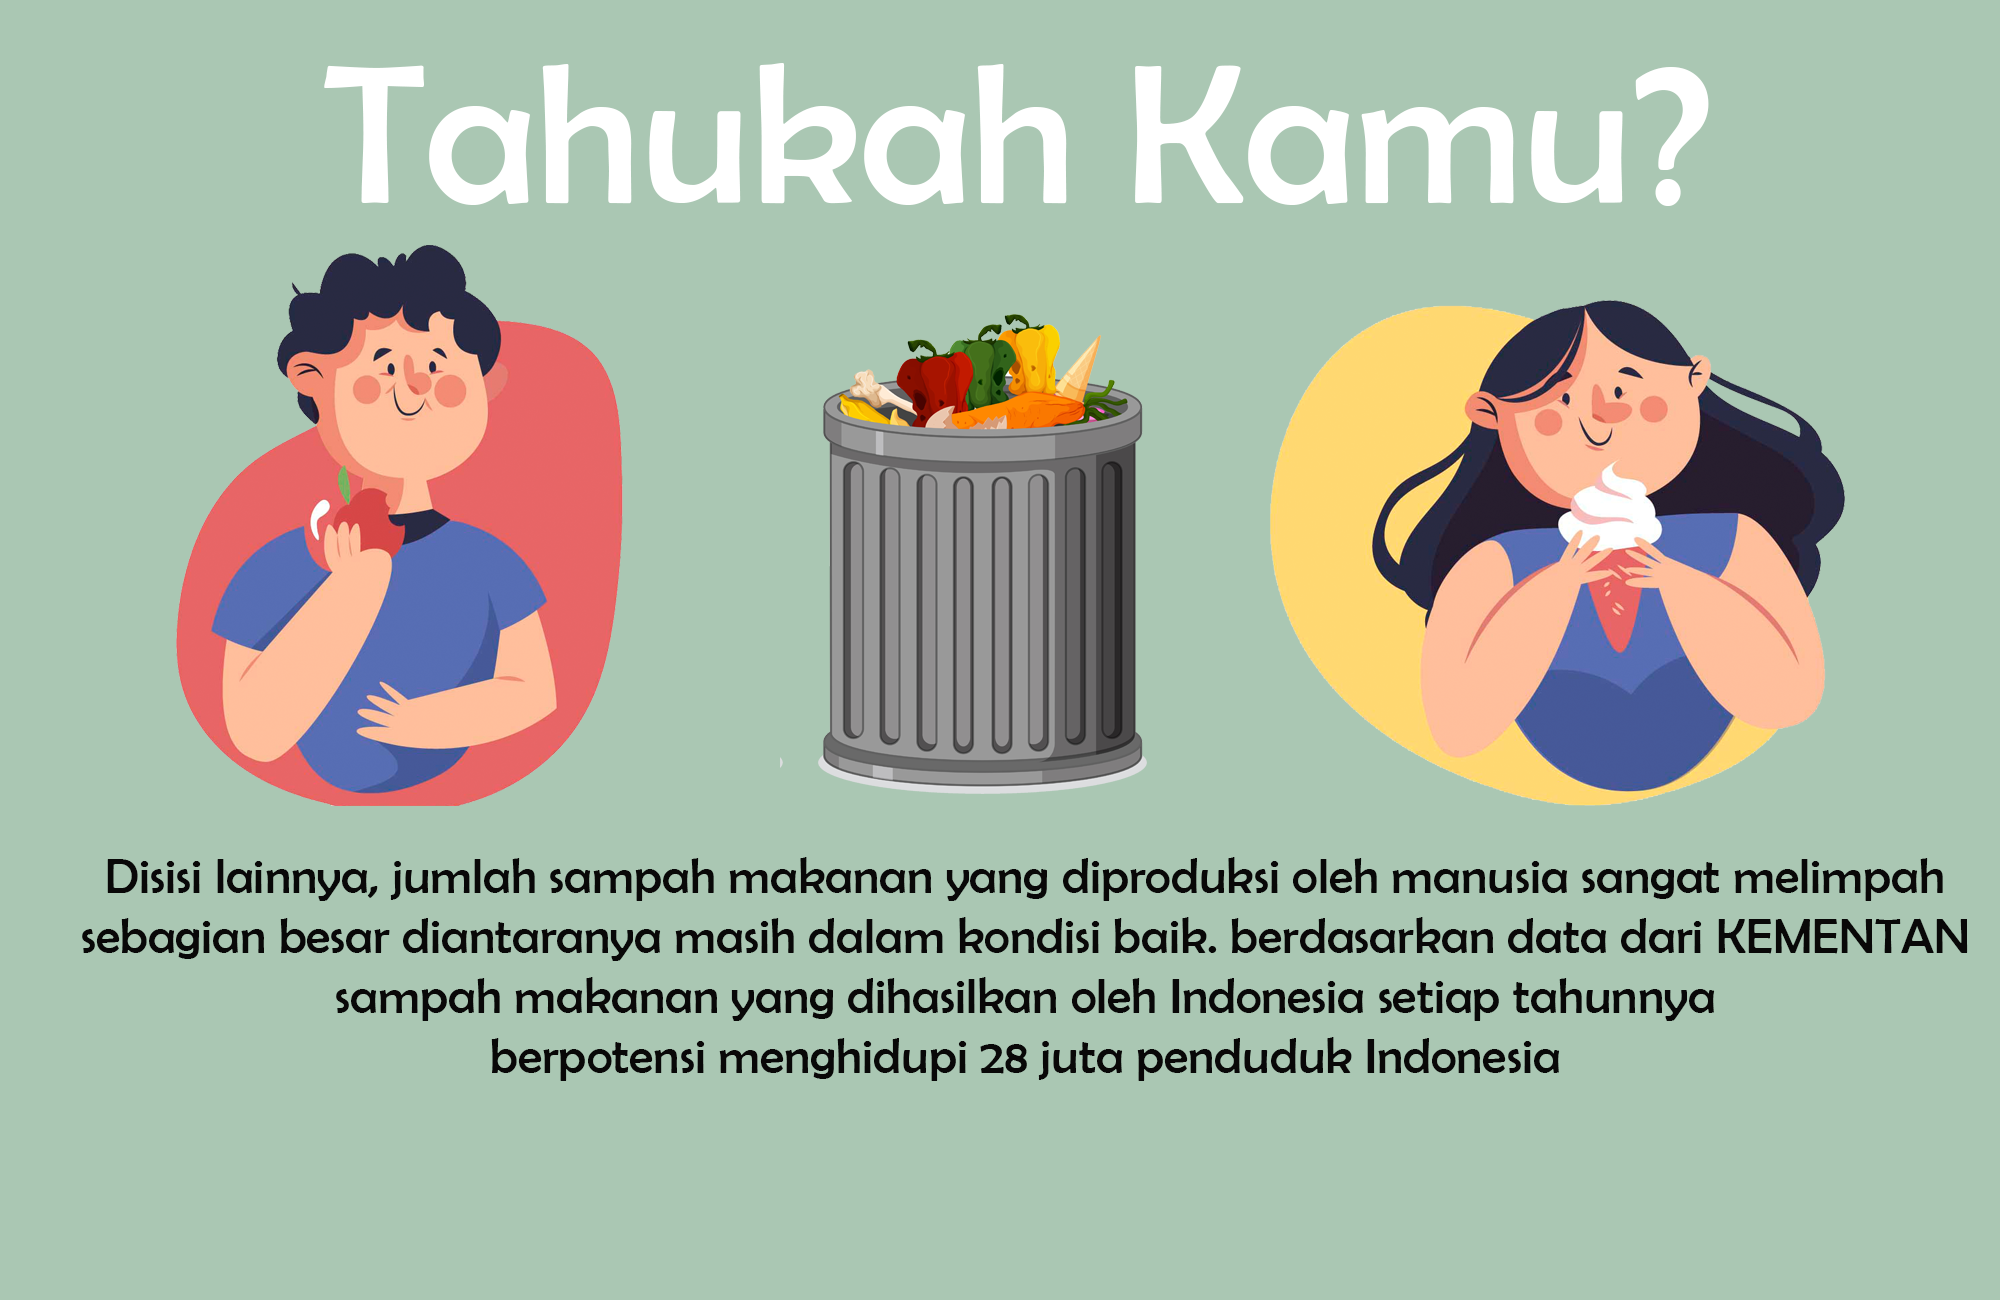 Tahukah Kamu?
Disisi lainnya, jumlah sampah makanan yang diproduksi oleh manusia sangat melimpah
sebagian besar diantaranya masih dalam kondisi baik. berdasarkan data dari KEMENTAN
sampah makanan yang dihasilkan oleh Indonesia setiap tahunnya
berpotensi menghidupi 28 juta penduduk Indonesia